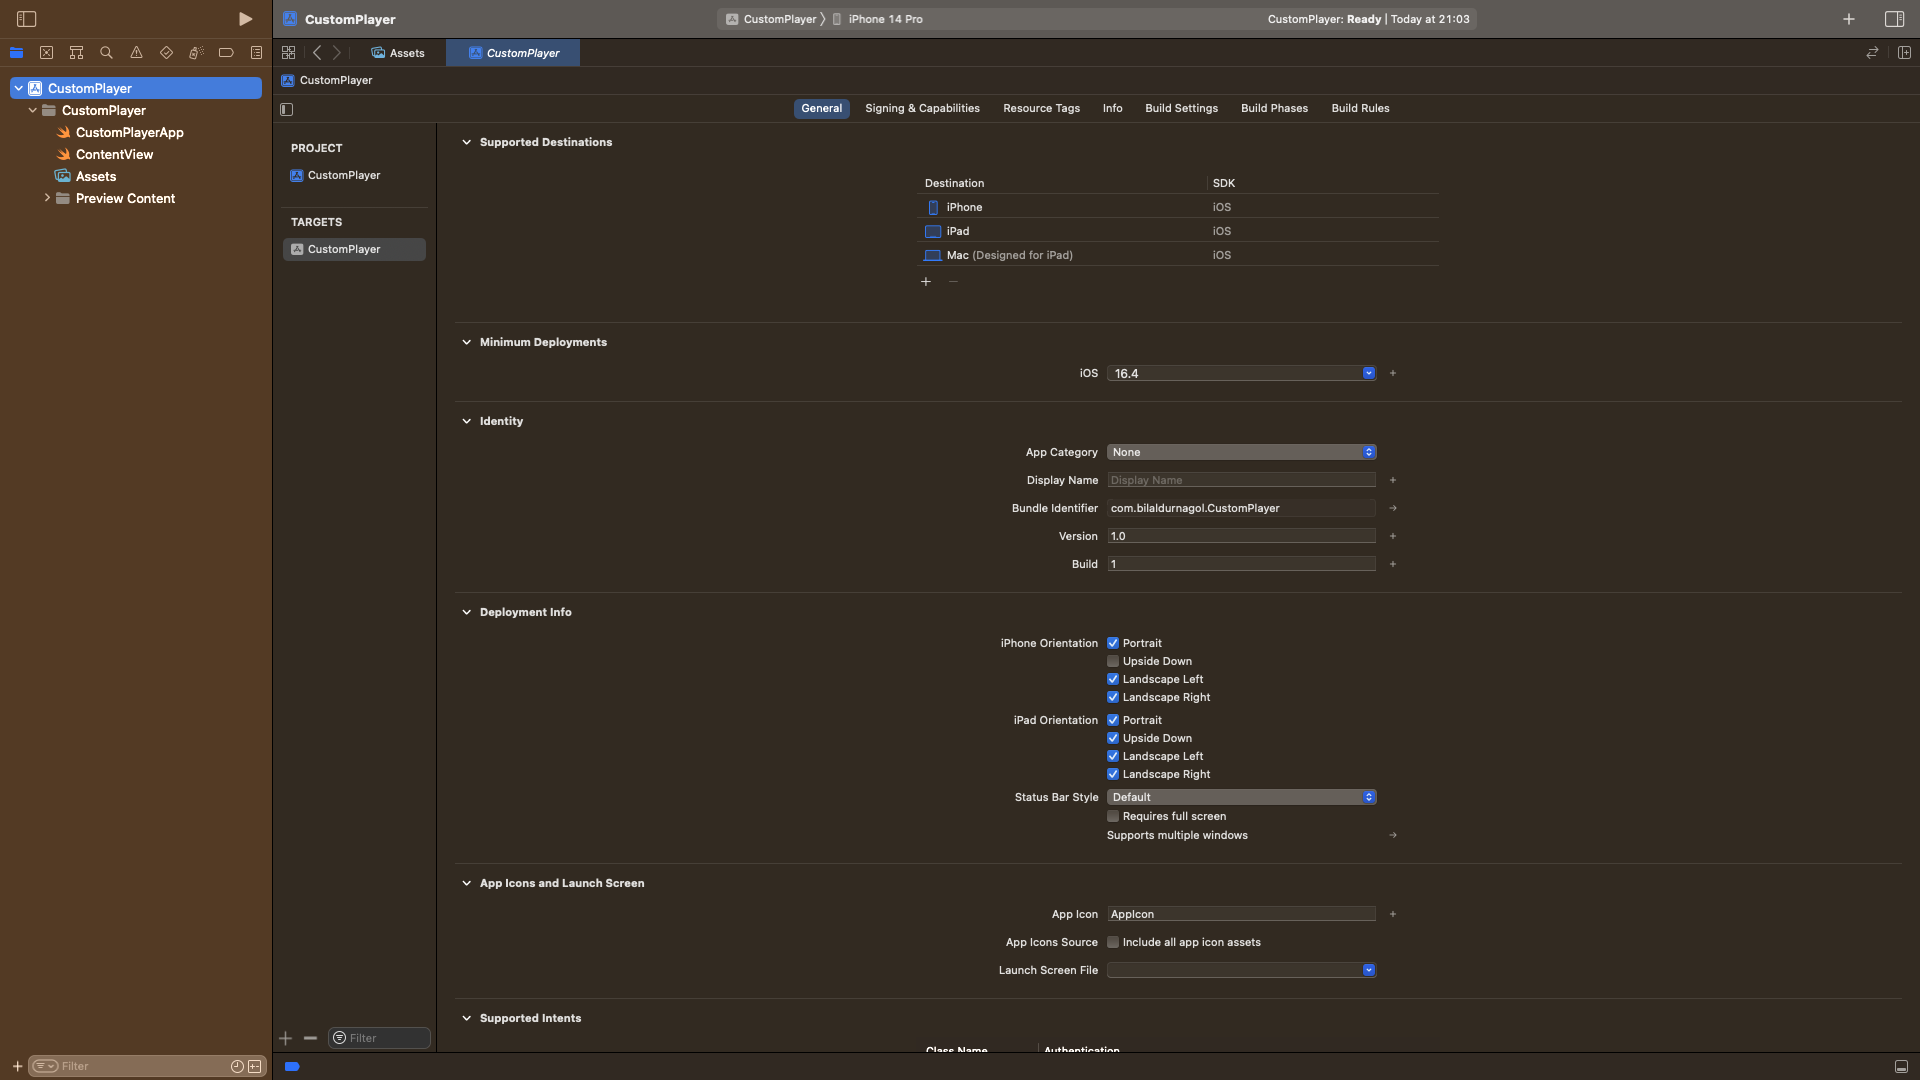 CustomPlayer
CustomPlayer 〉 iPhone 14 Pro
CustomPlayer: Ready | Today at 21:03
Assets
CustomPlayer
CustomPlayer
CustomPlayer
CustomPlayer
CustomPlayerApp
ContentView
Assets
Preview Content
Filter
General Signing & Capabilities Resource Tags Info Build Settings Build Phases Build Rules
PROJECT
CustomPlayer
TARGETS
CustomPlayer
Filter
Supported Destinations
Destination SDK
iPhone iOS
iPad iOS
Mac (Designed for iPad) iOS
Minimum Deployments
iOS 16.4
Identity
App Category None
Display Name Display Name
Bundle Identifier com.bilaldurnagol.CustomPlayer
Version 1.0
Build 1
Deployment Info
iPhone Orientation Portrait
Upside Down
Landscape Left
Landscape Right
iPad Orientation Portrait
Upside Down
Landscape Left
Landscape Right
Status Bar Style Default
Requires full screen
Supports multiple windows
App Icons and Launch Screen
App Icon AppIcon
App Icons Source Include all app icon assets
Launch Screen File
Supported Intents
Class Name Authentication